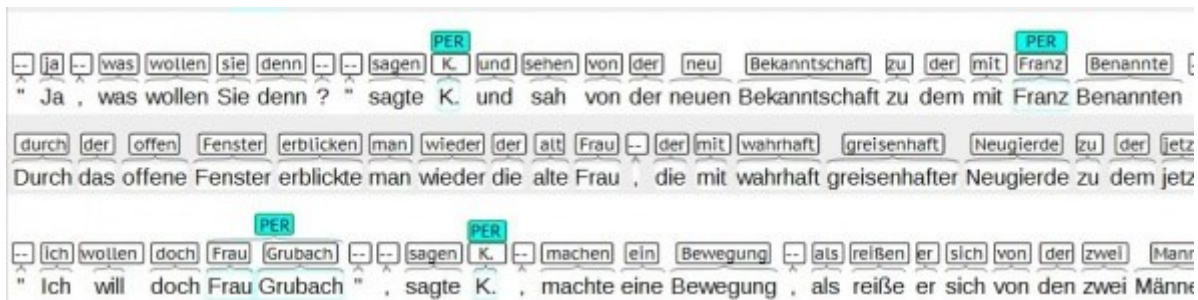 PER PER
-- ja -- was wollen sie denn -- -- sagen K. und sehen von der neu Bekanntschaft zu der mit Franz Benannte
" Ja , was wollen Sie denn ? " sagte K. und sah von der neuen Bekanntschaft zu dem mit Franz Benannten
durch der offen Fenster erblicken man wieder der alt Frau -- der mit wahrhaft greisenhaft Neugierde zu der jetz
Durch das offene Fenster erblickte man wieder die alte Frau , die mit wahrhaft greisenhafter Neugierde zu dem jetz
PER PER
-- ich wollen doch Frau Grubach -- -- sagen K. -- machen ein Bewegung -- als reißen er sich von der zwei Mann
" Ich will doch Frau Grubach " , sagte K. , machte eine Bewegung , als reiße er sich von den zwei Männe